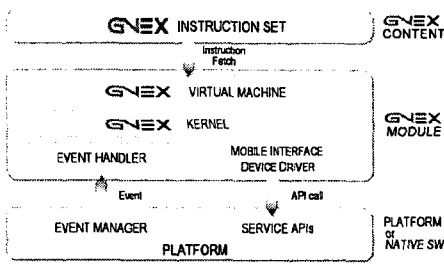 GNEX INSTRUCTION SET
GNEX
CONTENT
Instruction
Fetch
GNEX VIRTUAL MACHINE
GNEX KERNEL
GNEX
MODULE
EVENT HANDLER
MOBILE INTERFACE
DEVICE DRIVER
Event
API call
EVENT MANAGER
SERVICE APIs
PLATFORM
PLATFORM
or
NATIVE SW